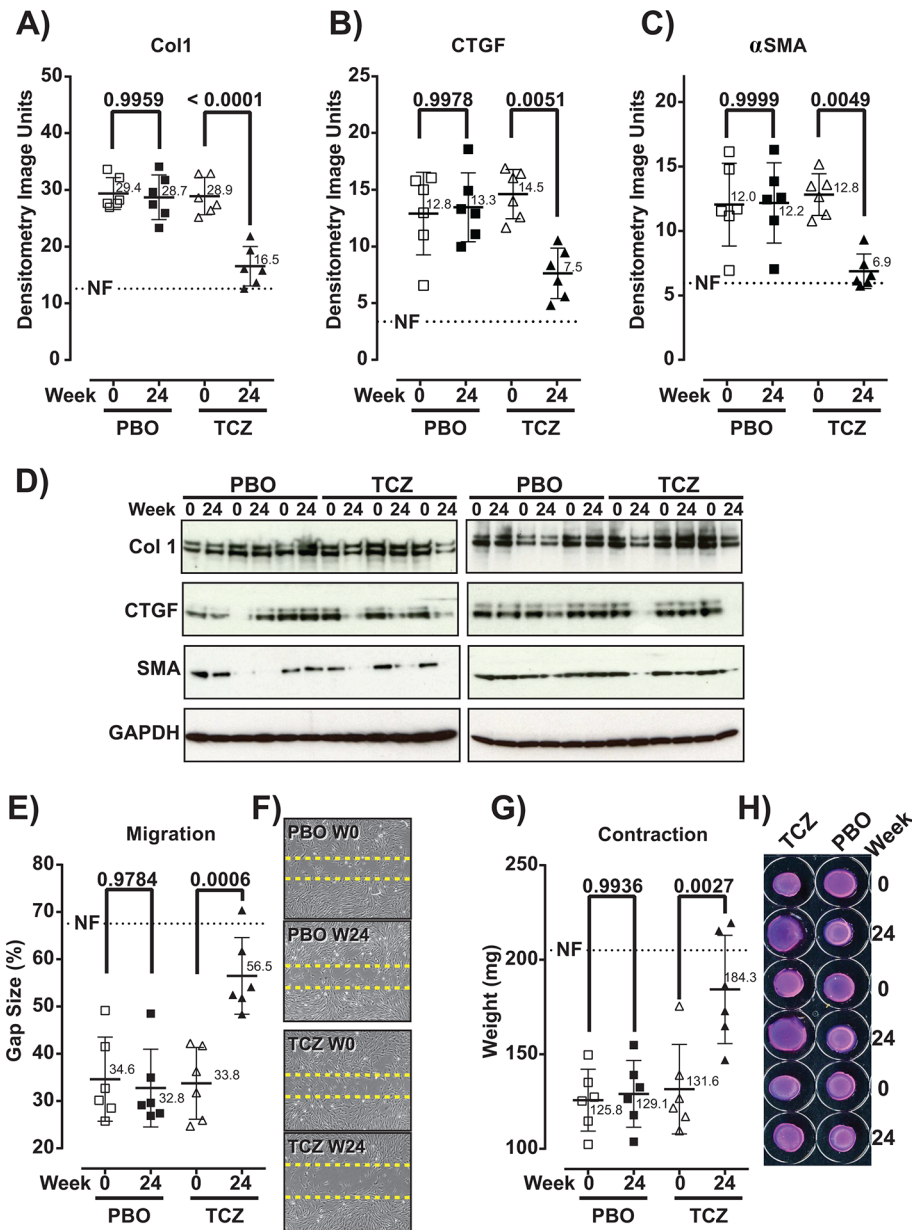 A)
Col1
Densitometry Image Units
50
40
30
20
10
0
0.9959
< 0.0001
29.4
28.7
28.9
16.5
NF
Week 0 24 0 24
PBO TCZ
B)
CTGF
Densitometry Image Units
25
20
15
10
5
0
0.9978
0.0051
12.8
13.3
14.5
7.5
NF
0 24 0 24
PBO TCZ
C)
αSMA
Densitometry Image Units
20
15
10
5
0
0.9999
0.0049
12.0
12.2
12.8
6.9
NF
Week 0 24 0 24
PBO TCZ
D)
PBO TCZ PBO TCZ
Week 0 24 0 24 0 24 0 24 0 24 0 24 0 24 0 24 0 24 0 24 0 24 0 24
Col 1
CTGF
SMA
GAPDH
E)
Migration
Gap Size (%)
80
70
60
50
40
30
20
0.9784
0.0006
NF
34.6
32.8
33.8
56.5
Week 0 24 0 24
PBO TCZ
F)
PBO W0
PBO W24
TCZ W0
TCZ W24
G)
Contraction
Weight (mg)
250
200
150
100
0.9936
0.0027
NF
125.8
129.1
131.6
184.3
Week 0 24 0 24
PBO TCZ
H)
TCZ PBO Week
0
24
0
24
0
24